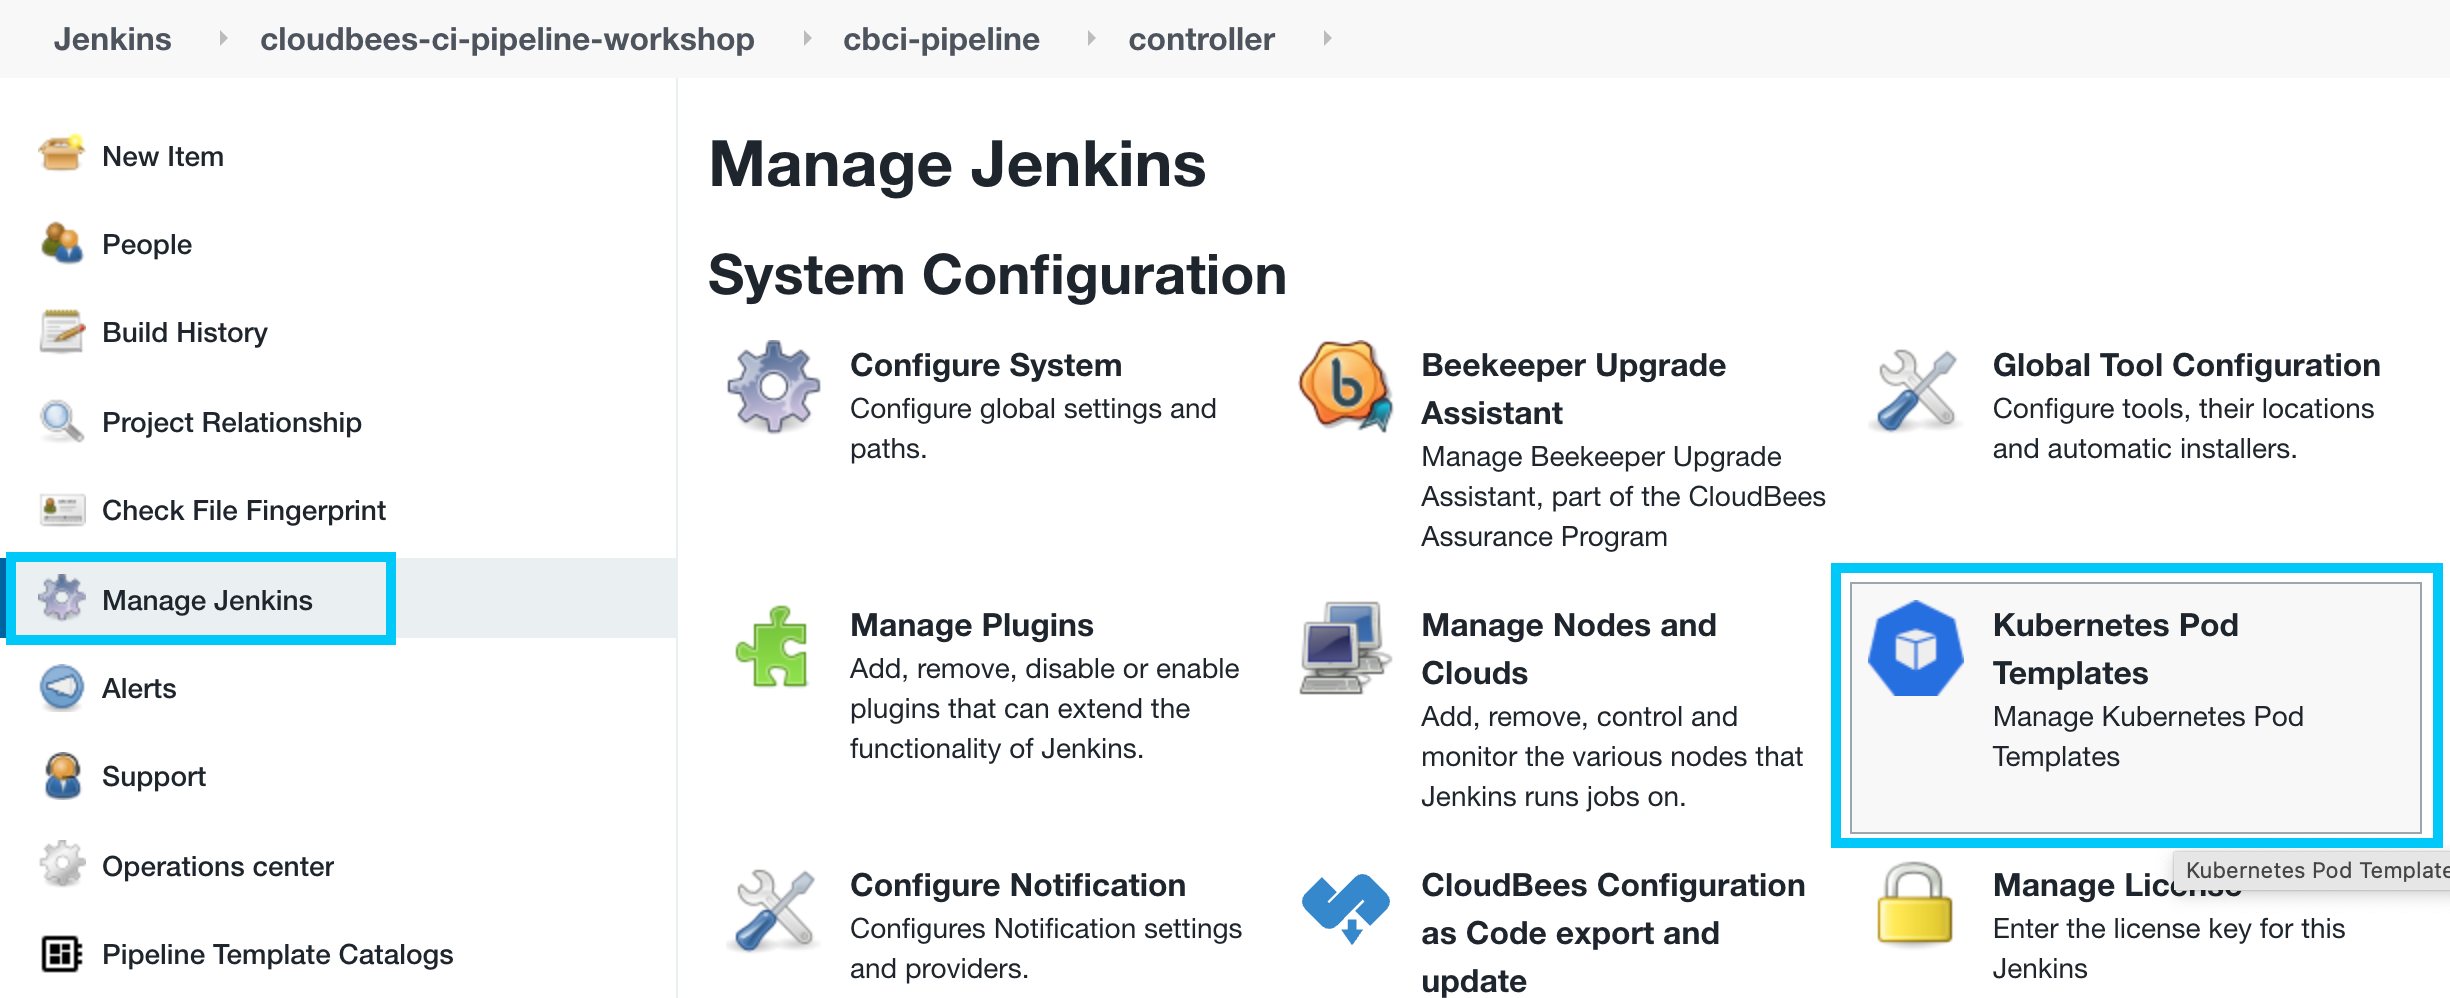 Jenkins cloudbees-ci-pipeline-workshop cbci-pipeline controller
New Item
People
Build History
Project Relationship
Check File Fingerprint
Manage Jenkins
Alerts
Support
Operations center
Pipeline Template Catalogs
Manage Jenkins
System Configuration
Configure System
Configure global settings and
paths.
Beekeeper Upgrade
Assistant
Manage Beekeeper Upgrade
Assistant, part of the CloudBees
Assurance Program
Global Tool Configuration
Configure tools, their locations
and automatic installers.
Manage Plugins
Add, remove, disable or enable
plugins that can extend the
functionality of Jenkins.
Manage Nodes and
Clouds
Add, remove, control and
monitor the various nodes that
Jenkins runs jobs on.
Kubernetes Pod
Templates
Manage Kubernetes Pod
Templates
Kubernetes Pod Template
Configure Notification
Configures Notification settings
and providers.
CloudBees Configuration
as Code export and
update
Manage License
Enter the license key for this
Jenkins